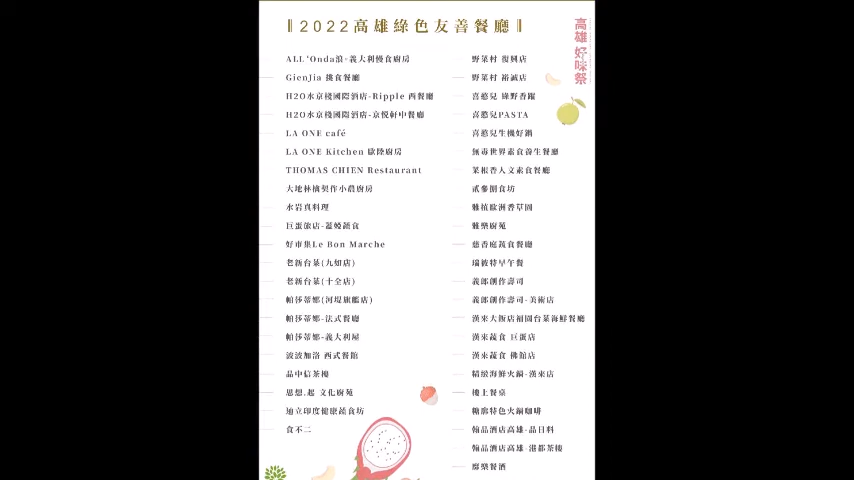 2022高雄綠色友善餐廳
高雄 好味祭
ALL 'Onda浪-義大利慢食廚房
GienJia 挑食餐廳
H2O水京棧國際酒店-Ripple 西餐廳
H2O水京棧國際酒店-京悅軒中餐廳
LA ONE café
LA ONE Kitchen 歐陸廚房
THOMAS CHIEN Restaurant
大地林檎契作小農廚房
水岩真料理
巨蛋旅店-蔬蔬食
好市集Le Bon Marche
老新台菜(九如店)
老新台菜(十全店)
帕莎蒂娜(河堤旗艦店)
帕莎蒂娜-法式餐廳
帕莎蒂娜-義大利屋
波波加洛 西式餐館
品中信茶樓
思想.起 文化廚苑
地立印度健康蔬食坊
食不二
野菜村 復興店
野菜村 裕誠店
喜憨兒 綠野香蹤
喜憨兒PASTA
喜憨兒生機好鍋
無毒世界素食養生餐廳
菜根香人文素食餐廳
貳參捌食坊
雅植歐洲香草園
雅樂廚苑
慈香庭蔬食餐廳
瑞彼特早午餐
義郎創作壽司
義郎創作壽司-美術店
漢來大飯店福園台菜海鮮餐廳
漢來蔬食 巨蛋店
漢來蔬食 佛館店
精緻海鮮火鍋-漢來店
樓上餐桌
糖廊特色火鍋咖啡
翰品酒店高雄-品日料
翰品酒店高雄-港都茶樓
饗樂餐酒